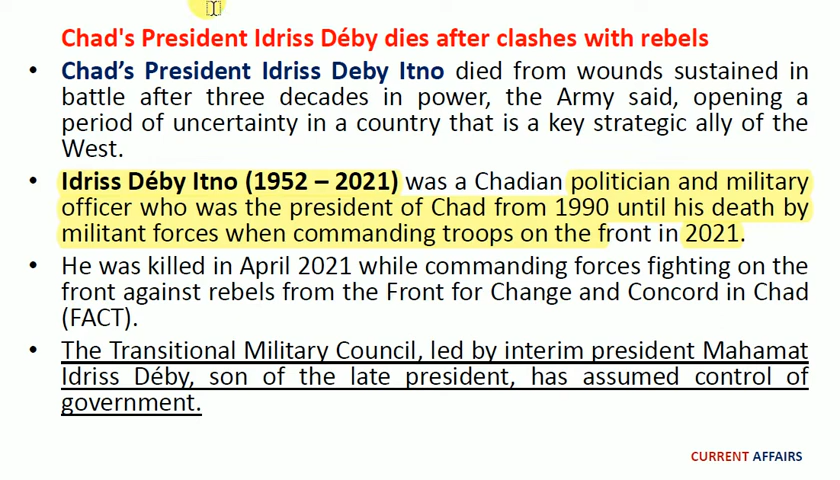 Chad's President Idriss Déby dies after clashes with rebels
• Chad's President Idriss Deby Itno died from wounds sustained in
battle after three decades in power, the Army said, opening a
period of uncertainty in a country that is a key strategic ally of the
West.
• Idriss Déby Itno (1952 – 2021) was a Chadian politician and military
officer who was the president of Chad from 1990 until his death by
militant forces when commanding troops on the front in 2021.
• He was killed in April 2021 while commanding forces fighting on the
front against rebels from the Front for Change and Concord in Chad
(FACT).
• The Transitional Military Council, led by interim president Mahamat
Idriss Déby, son of the late president, has assumed control of
government.
CURRENT AFFAIRS